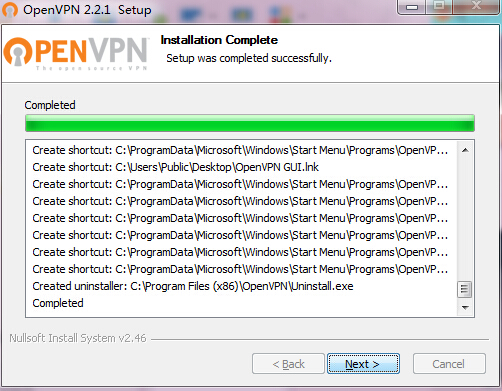 OpenVPN 2.2.1 Setup
OPENVPN™
The open source VPN
Installation Complete
Setup was completed successfully.
Completed
Create shortcut: C:\ProgramData\Microsoft\Windows\Start Menu\Programs\OpenVP...
Create shortcut: C:\Users\Public\Desktop\OpenVPN GUI.lnk
Create shortcut: C:\ProgramData\Microsoft\Windows\Start Menu\Programs\OpenVP...
Create shortcut: C:\ProgramData\Microsoft\Windows\Start Menu\Programs\OpenVP...
Create shortcut: C:\ProgramData\Microsoft\Windows\Start Menu\Programs\OpenVP...
Create shortcut: C:\ProgramData\Microsoft\Windows\Start Menu\Programs\OpenVP...
Create shortcut: C:\ProgramData\Microsoft\Windows\Start Menu\Programs\OpenVP...
Create shortcut: C:\ProgramData\Microsoft\Windows\Start Menu\Programs\OpenVP...
Created uninstaller: C:\Program Files (x86)\OpenVPN\Uninstall.exe
Completed
Nullsoft Install System v2.46
< Back
Next >
Cancel